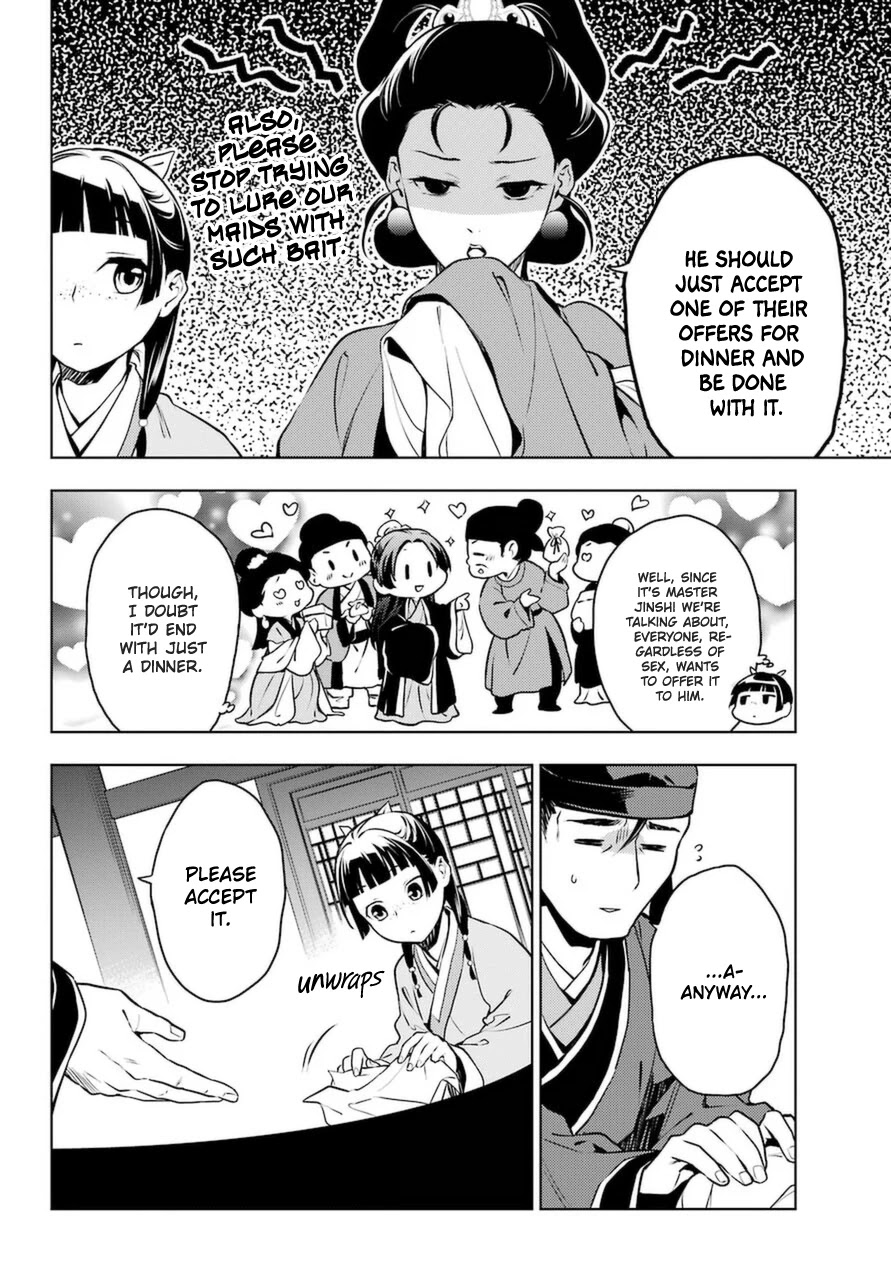 HE SHOULD
JUST ACCEPT
ONE OF THEIR
OFFERS FOR
DINNER AND
BE DONE
WITH IT.
ALSO,
PLEASE
STOP TRYING
TO LURE OUR
MAIDS WITH
SUCH BAIT.
WELL, SINCE
IT'S MASTER
JINSHI WE'RE
TALKING ABOUT,
EVERYONE, RE-
GARDLESS OF
SEX, WANTS
TO OFFER IT
TO HIM.
THOUGH,
I DOUBT
IT'D END
WITH JUST
A DINNER.
...A-
ANYWAY...
PLEASE
ACCEPT
IT.
unwraps